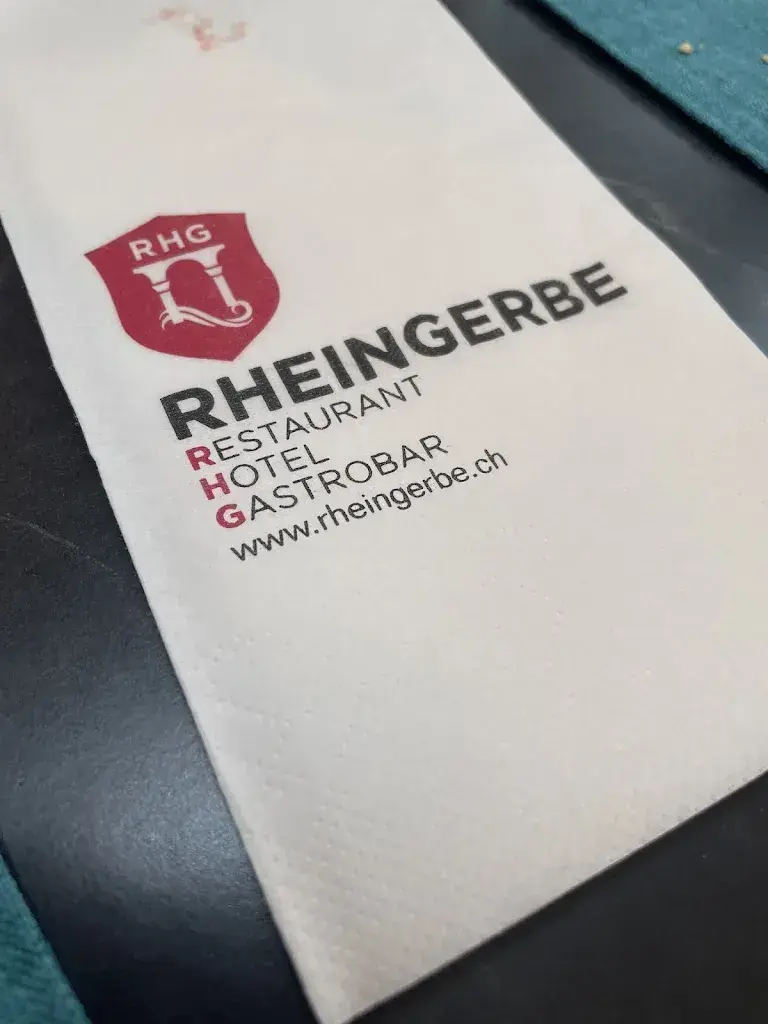 RHG
RHEINGERBE
RESTAURANT
HOTEL
GASTROBAR
www.rheingerbe.ch